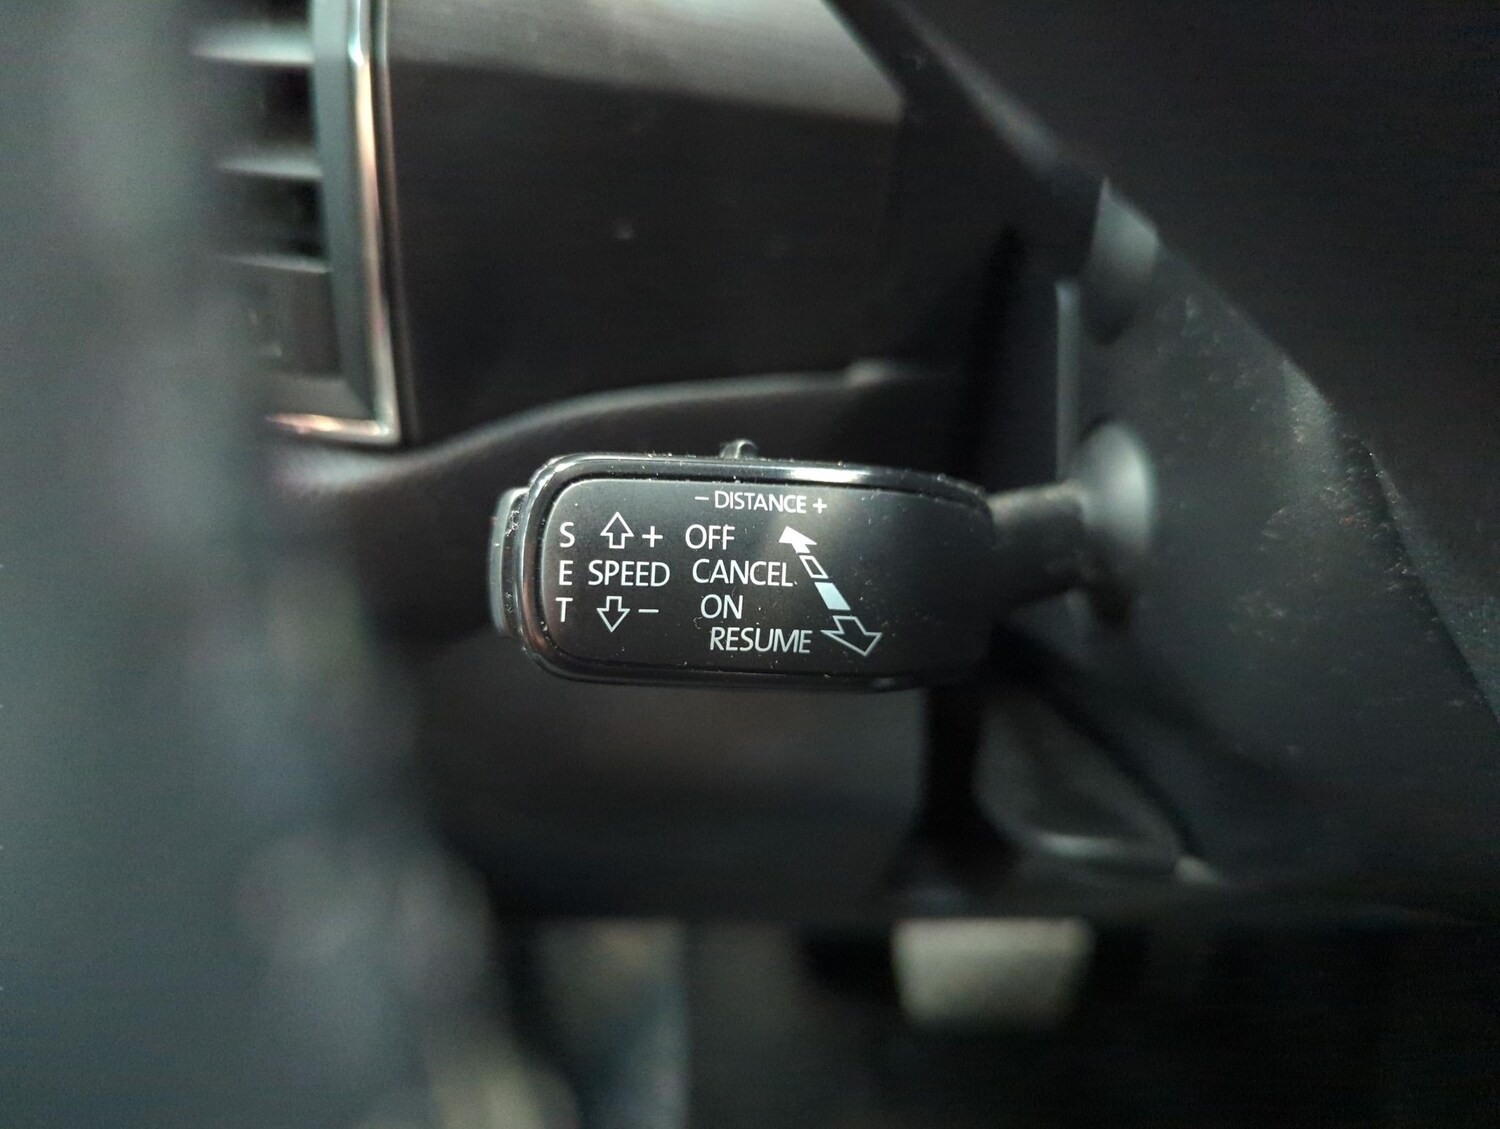 - DISTANCE +
S + OFF
E SPEED CANCEL
T - ON
RESUME